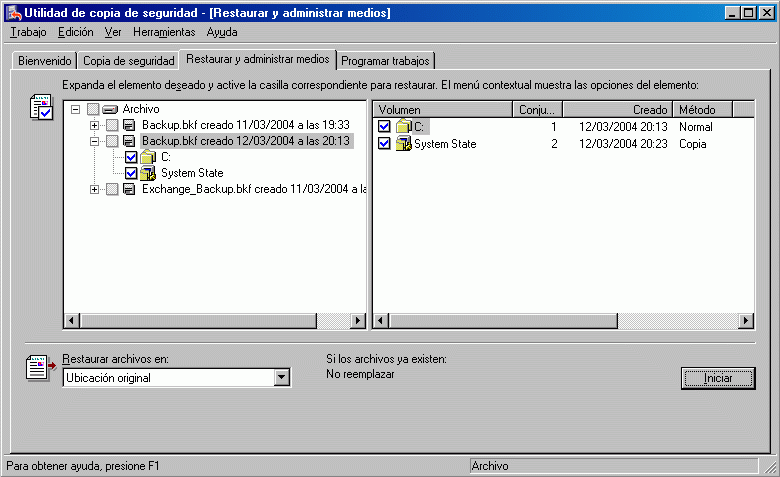 Utilidad de copia de seguridad - [Restaurar y administrar medios]
Trabajo Edición Ver Herramientas Ayuda
Bienvenido Copia de seguridad Restaurar y administrar medios Programar trabajos
Expanda el elemento deseado y active la casilla correspondiente para restaurar. El menú contextual muestra las opciones del elemento:
Archivo
Backup.bkf creado 11/03/2004 a las 19:33
Backup.bkf creado 12/03/2004 a las 20:13
C:
System State
Exchange_Backup.bkf creado 11/03/2004 a la
Volumen Conju... Creado Método
C: 1 12/03/2004 20:13 Normal
System State 2 12/03/2004 20:23 Copia
Restaurar archivos en:
Ubicación original
Si los archivos ya existen:
No reemplazar
Iniciar
Para obtener ayuda, presione F1
Archivo